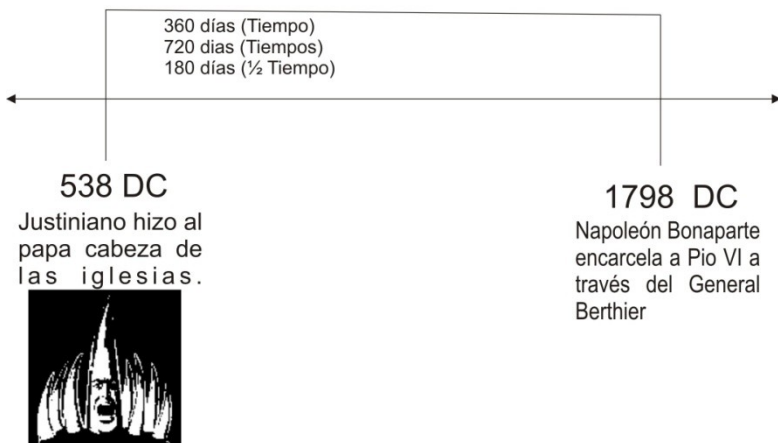 360 días (Tiempo)
720 dias (Tiempos)
180 días (½ Tiempo)
538 DC
Justiniano hizo al
papa cabeza de
las iglesias.
1798 DC
Napoleón Bonaparte
encarcela a Pio VI a
través del General
Berthier